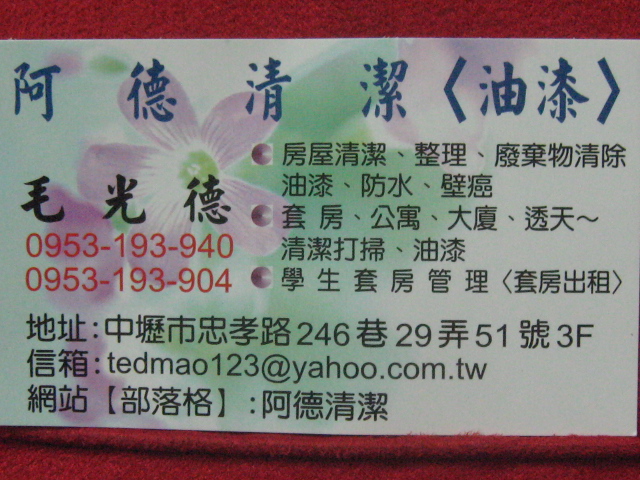 阿德清潔〈油漆〉
毛光德
0953-193-940
0953-193-904
房屋清潔、整理、廢棄物清除
油漆、防水、壁癌
套房、公寓、大廈、透天～
清潔打掃、油漆
學生套房管理〈套房出租〉
地址:中壢市忠孝路246巷29弄51號3F
信箱:tedmao123@yahoo.com.tw
網站【部落格】:阿德清潔